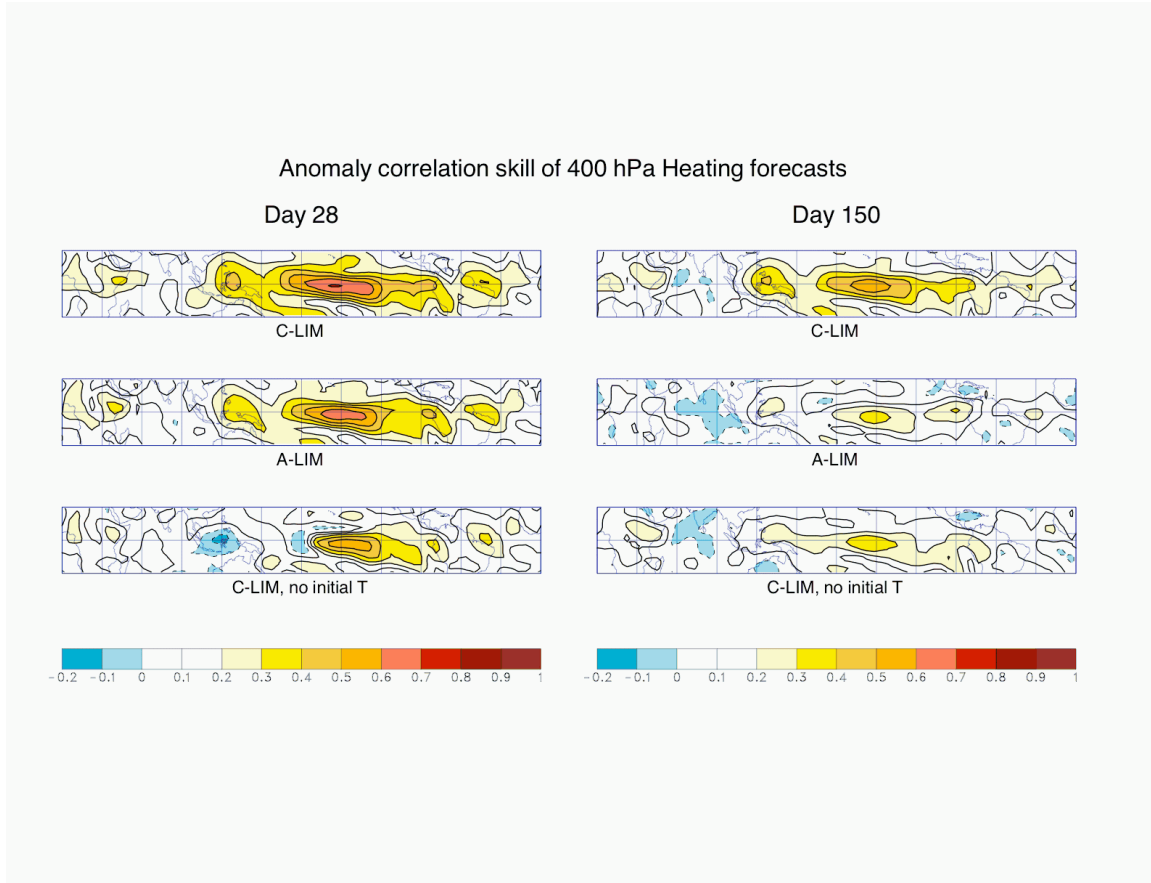 Anomaly correlation skill of 400 hPa Heating forecasts
Day 28
Day 150
C-LIM
C-LIM
A-LIM
A-LIM
C-LIM, no initial T
C-LIM, no initial T
-0.2 -0.1 0 0.1 0.2 0.3 0.4 0.5 0.6 0.7 0.8 0.9 1
-0.2 -0.1 0 0.1 0.2 0.3 0.4 0.5 0.6 0.7 0.8 0.9 1